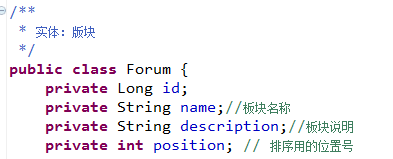 /**
 * 实体：版块
 */
public class Forum {
    private Long id;
    private String name;//板块名称
    private String description;//板块说明
    private int position; // 排序用的位置号